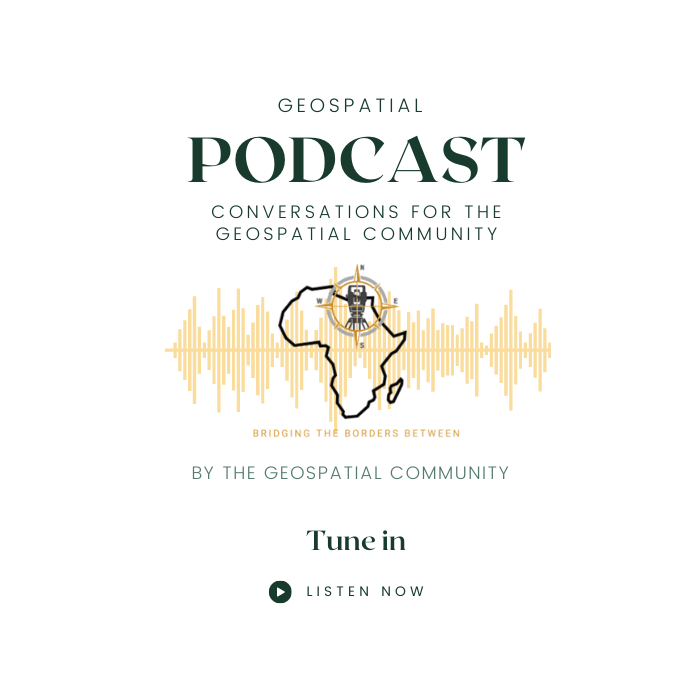 GEOSPATIAL
PODCAST
CONVERSATIONS FOR THE
GEOSPATIAL COMMUNITY
N
W E
S
BRIDGING THE BORDERS BETWEEN
BY THE GEOSPATIAL COMMUNITY
Tune in
LISTEN NOW